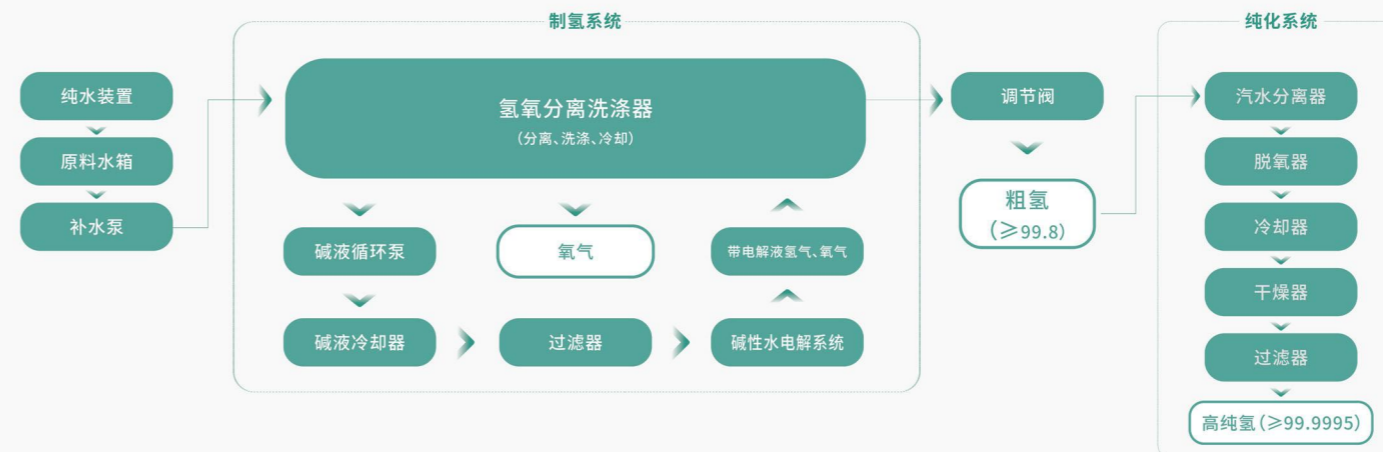 制氢系统
纯化系统
纯水装置
原料水箱
补水泵
氢氧分离洗涤器
（分离、洗涤、冷却）
碱液循环泵
氧气
带电解液氢气、氧气
碱液冷却器
过滤器
碱性水电解系统
调节阀
粗氢
（≥99.8）
汽水分离器
脱氧器
冷却器
干燥器
过滤器
高纯氢（≥99.9995）